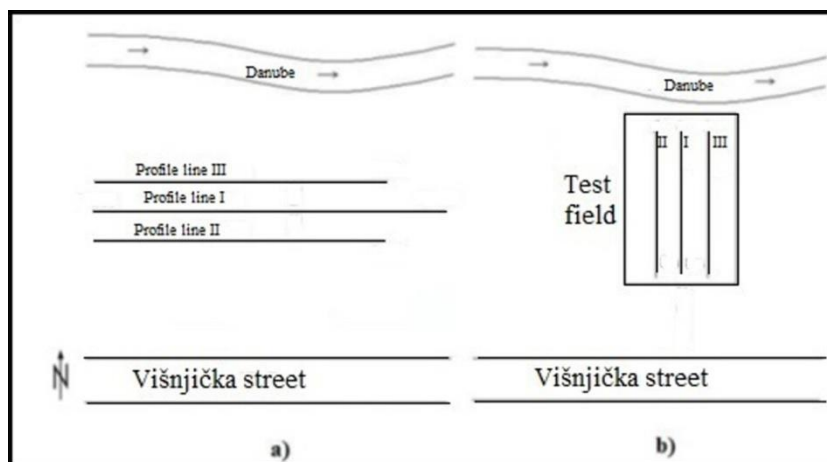 Danube
Profile line III
Profile line I
Profile line II
N
Višnjička street
a)
Danube
II I III
Test
field
Višnjička street
b)